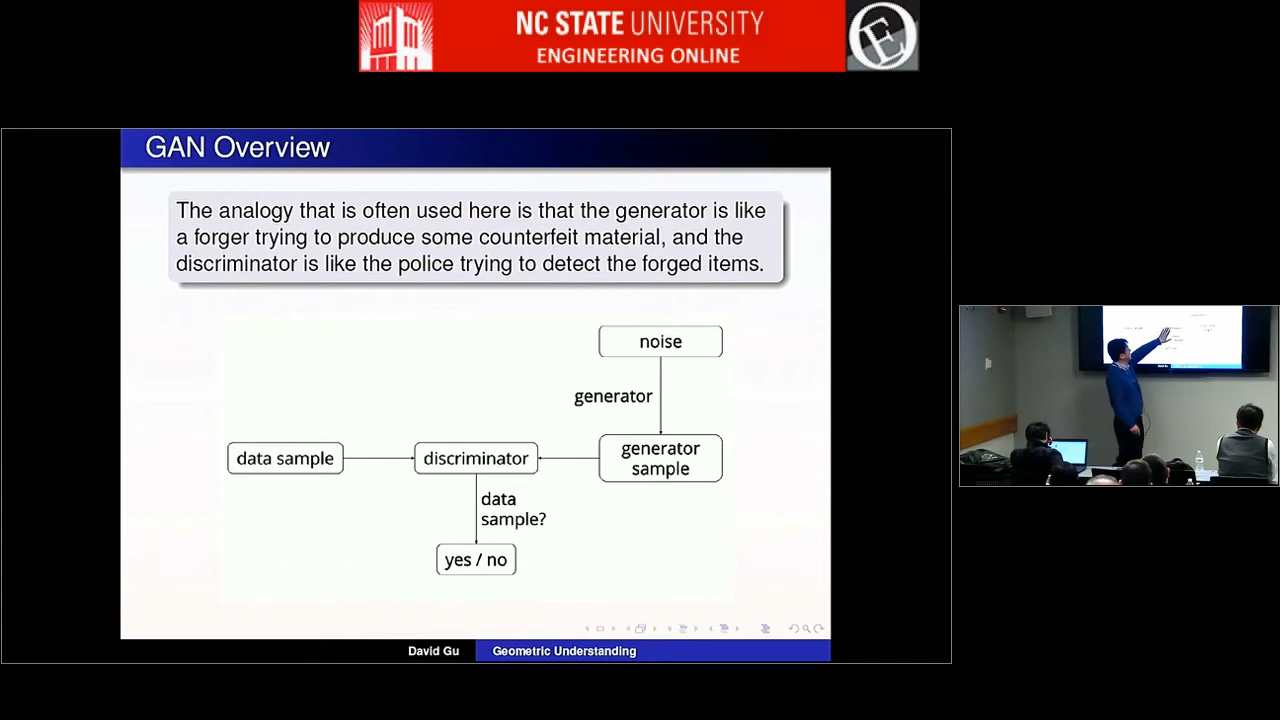 NC STATE UNIVERSITY
ENGINEERING ONLINE
GAN Overview
The analogy that is often used here is that the generator is like
a forger trying to produce some counterfeit material, and the
discriminator is like the police trying to detect the forged items.
noise
generator
data sample
discriminator
generator
sample
data
sample?
yes / no
David Gu
Geometric Understanding